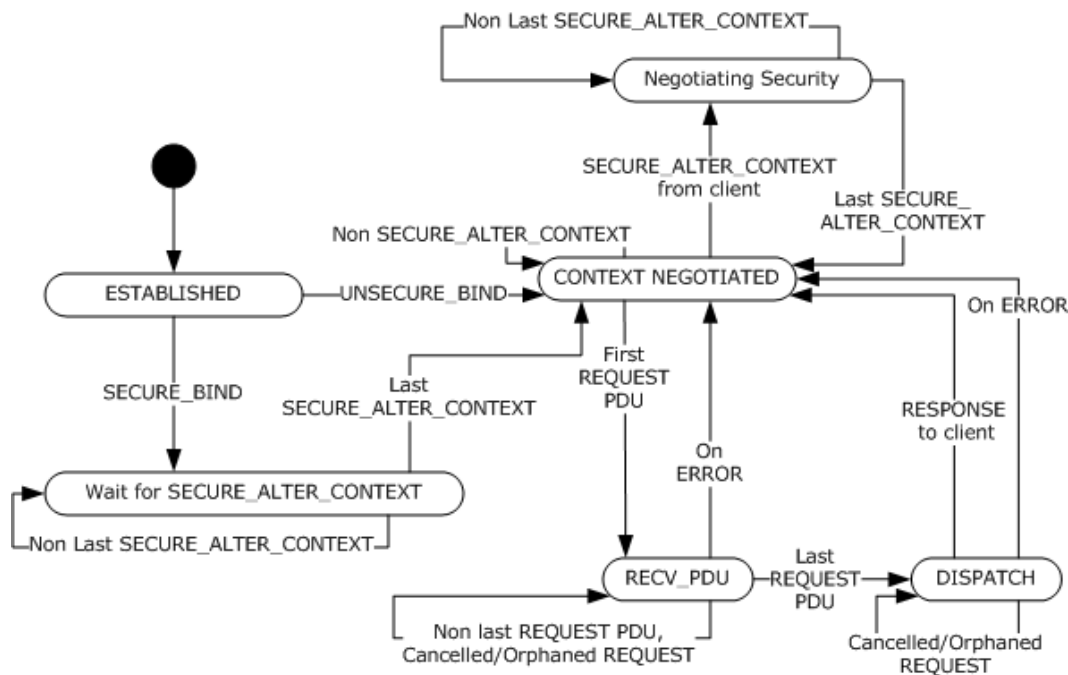 Non Last SECURE_ALTER_CONTEXT
Negotiating Security
SECURE_ALTER_CONTEXT
from client
Last SECURE_
ALTER_CONTEXT
Non SECURE_ALTER_CONTEXT
CONTEXT NEGOTIATED
ESTABLISHED
UNSECURE_BIND
On ERROR
First
REQUEST
PDU
SECURE_BIND
Last
SECURE_ALTER_CONTEXT
RESPONSE
to client
On
ERROR
Wait for SECURE_ALTER_CONTEXT
Non Last SECURE_ALTER_CONTEXT
RECV_PDU
Last
REQUEST
PDU
DISPATCH
Non last REQUEST PDU,
Cancelled/Orphaned REQUEST
Cancelled/Orphaned
REQUEST